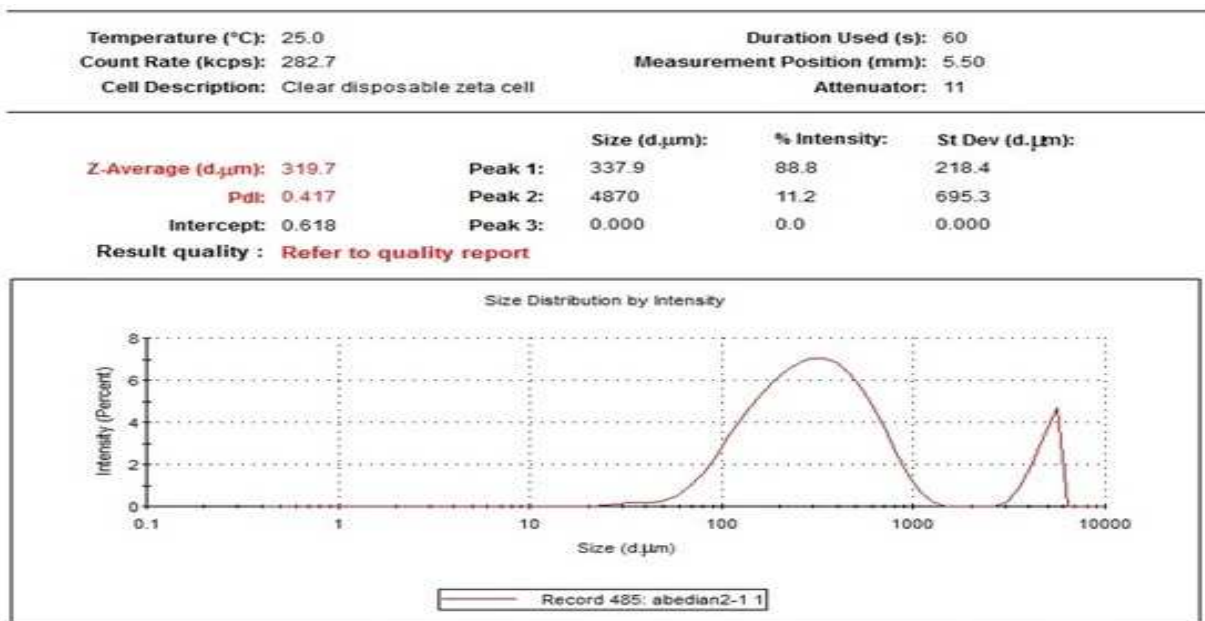 Temperature (°C): 25.0 Duration Used (s): 60
Count Rate (kcps): 282.7 Measurement Position (mm): 5.50
Cell Description: Clear disposable zeta cell Attenuator: 11
Size (d.µm): % Intensity: St Dev (d.µm):
Z-Average (d.µm): 319.7 Peak 1: 337.9 88.8 218.4
PdI: 0.417 Peak 2: 4870 11.2 695.3
Intercept: 0.618 Peak 3: 0.000 0.0 0.000
Result quality : Refer to quality report
Size Distribution by Intensity
Intensity (Percent)
8
6
4
2
0
0.1 1 10 100 1000 10000
Size (d.µm)
Record 485: abedian2-1 1